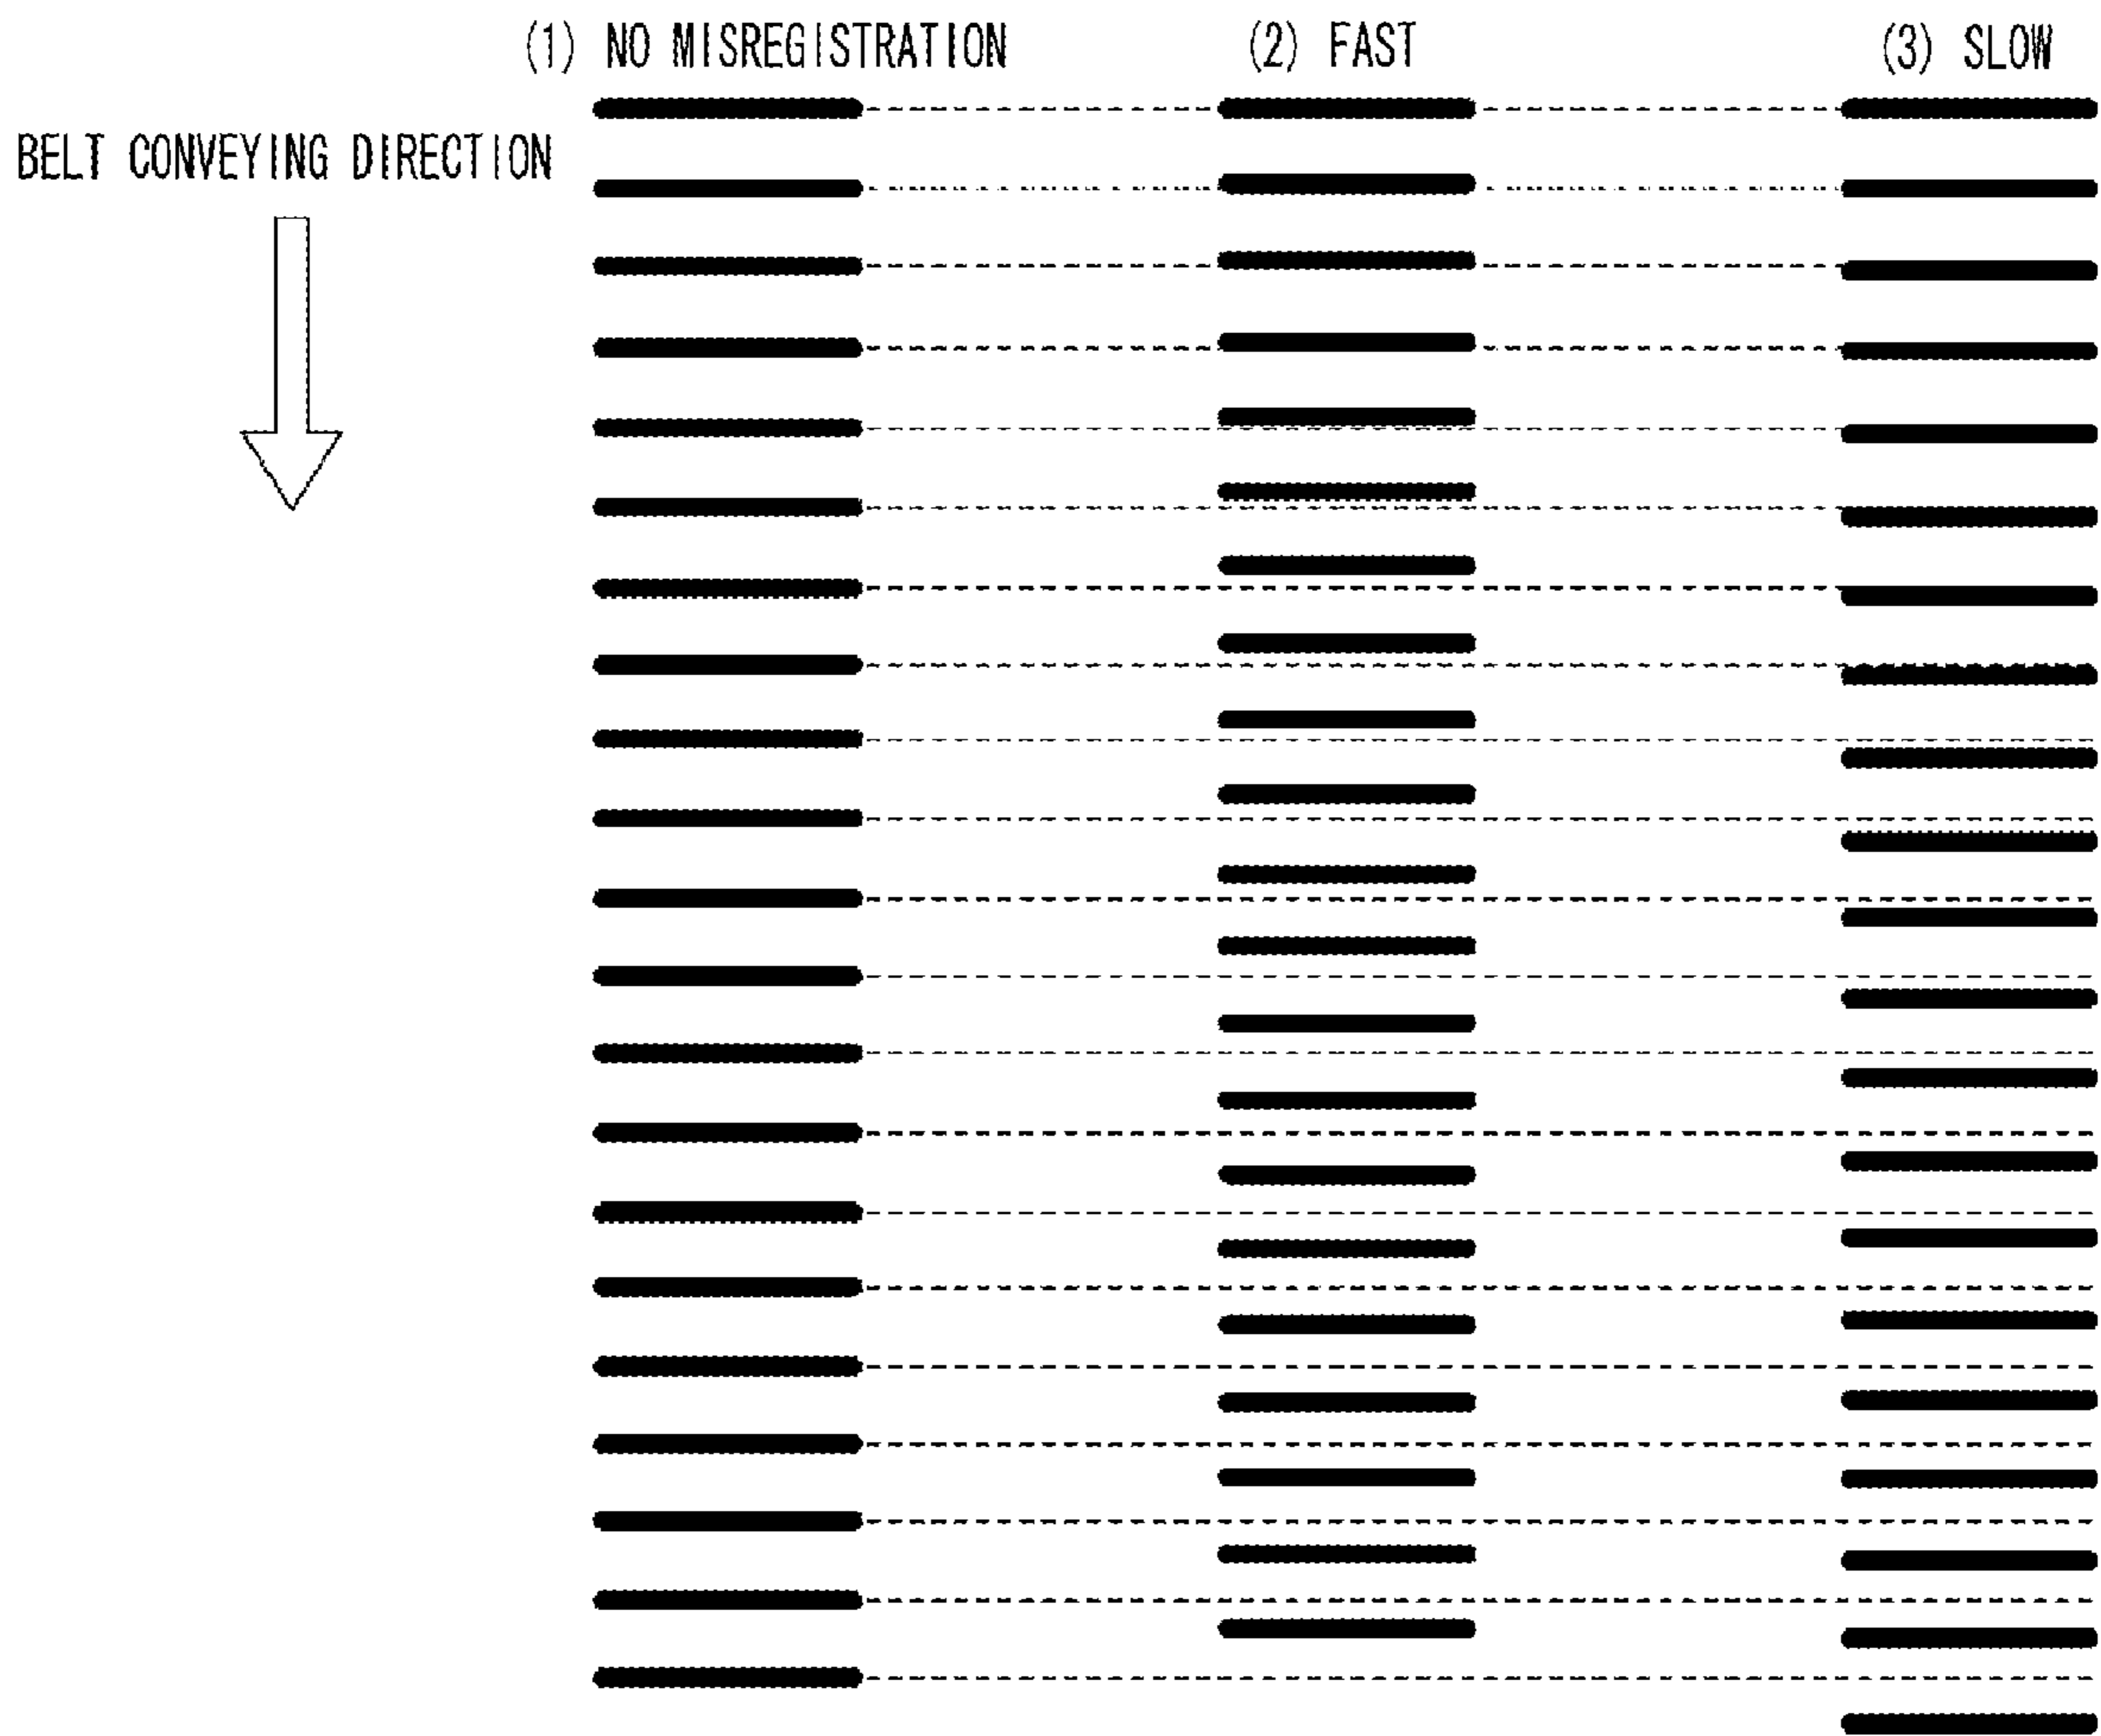 (1) NO MISREGISTRATION
(2) FAST
(3) SLOW
BELT CONVEYING DIRECTION